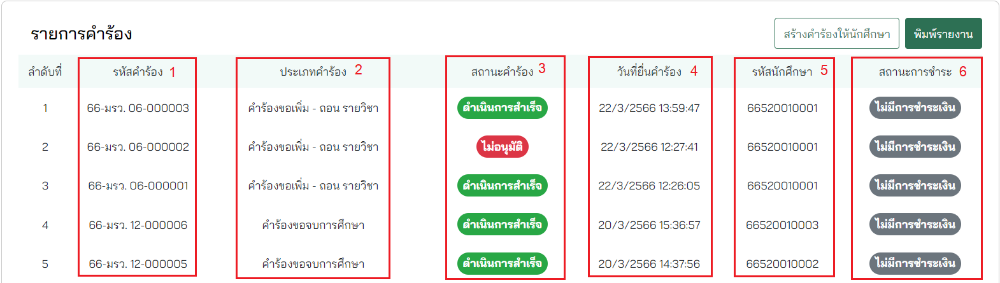 รายการคำร้อง สร้างคำร้องให้นักศึกษา พิมพ์รายงาน
ลำดับที่ รหัสคำร้อง 1 ประเภทคำร้อง 2 สถานะคำร้อง 3 วันที่ยื่นคำร้อง 4 รหัสนักศึกษา 5 สถานะการชำระ 6
1 66-มรว. 06-000003 คำร้องขอเพิ่ม - ถอน รายวิชา ดำเนินการสำเร็จ 22/3/2566 13:59:47 66520010001 ไม่มีการชำระเงิน
2 66-มรว. 06-000002 คำร้องขอเพิ่ม - ถอน รายวิชา ไม่อนุมัติ 22/3/2566 12:27:41 66520010001 ไม่มีการชำระเงิน
3 66-มรว. 06-000001 คำร้องขอเพิ่ม - ถอน รายวิชา ดำเนินการสำเร็จ 22/3/2566 12:26:05 66520010001 ไม่มีการชำระเงิน
4 66-มรว. 12-000006 คำร้องขอจบการศึกษา ดำเนินการสำเร็จ 20/3/2566 15:36:57 66520010003 ไม่มีการชำระเงิน
5 66-มรว. 12-000005 คำร้องขอจบการศึกษา ดำเนินการสำเร็จ 20/3/2566 14:37:56 66520010002 ไม่มีการชำระเงิน